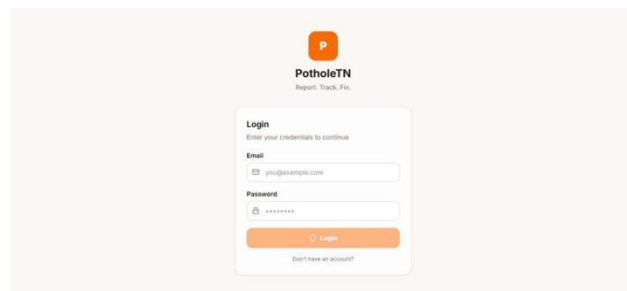 P
PotholeTN
Report. Track. Fix.
Login
Enter your credentials to continue
Email
you@example.com
Password
Login
Don't have an account?